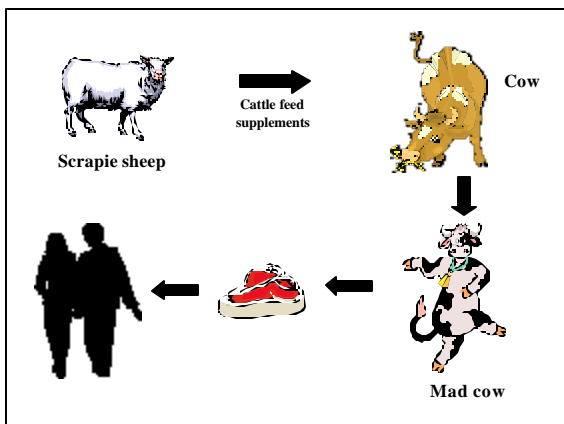 Scrapie sheep
Cattle feed
supplements
Cow
Mad cow